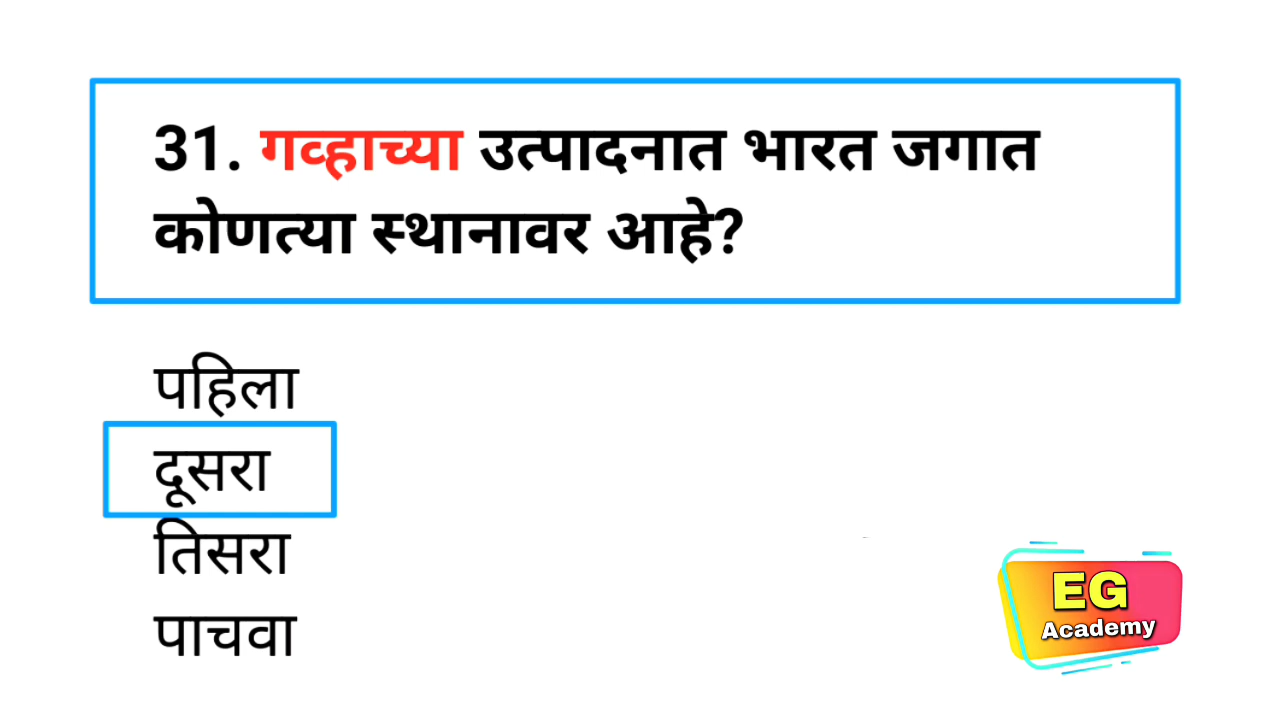 31. गव्हाच्या उत्पादनात भारत जगात
कोणत्या स्थानावर आहे?
पहिला
दूसरा
तिसरा
पाचवा
EG
Academy